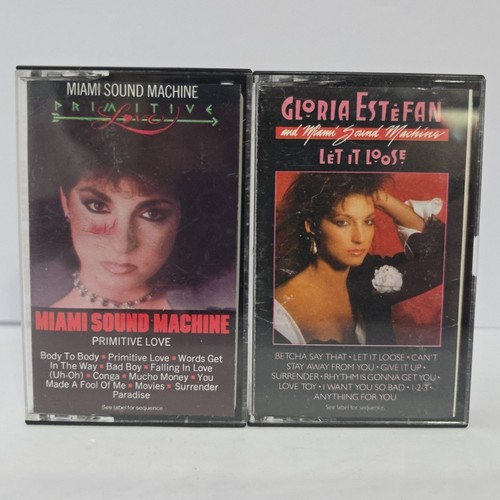 MIAMI SOUND MACHINE
PRIMITIVE
Love
MIAMI SOUND MACHINE
PRIMITIVE LOVE
Body To Body ▪ Primitive Love ▪ Words Get
In The Way ▪ Bad Boy ▪ Falling In Love
(Uh-Oh) ▪ Conga ▪ Mucho Money ▪ You
Made A Fool Of Me ▪ Movies ▪ Surrender
Paradise
See label for sequence.
GLORIA ESTEFAN
and Miami Sound Machine
LET IT LOOSE
BETCHA SAY THAT • LET IT LOOSE • CAN'T
STAY AWAY FROM YOU • GIVE IT UP •
SURRENDER • RHYTHM IS GONNA GET YOU •
LOVE TOY • I WANT YOU SO BAD • 1-2-3 •
ANYTHING FOR YOU
See label for sequence.